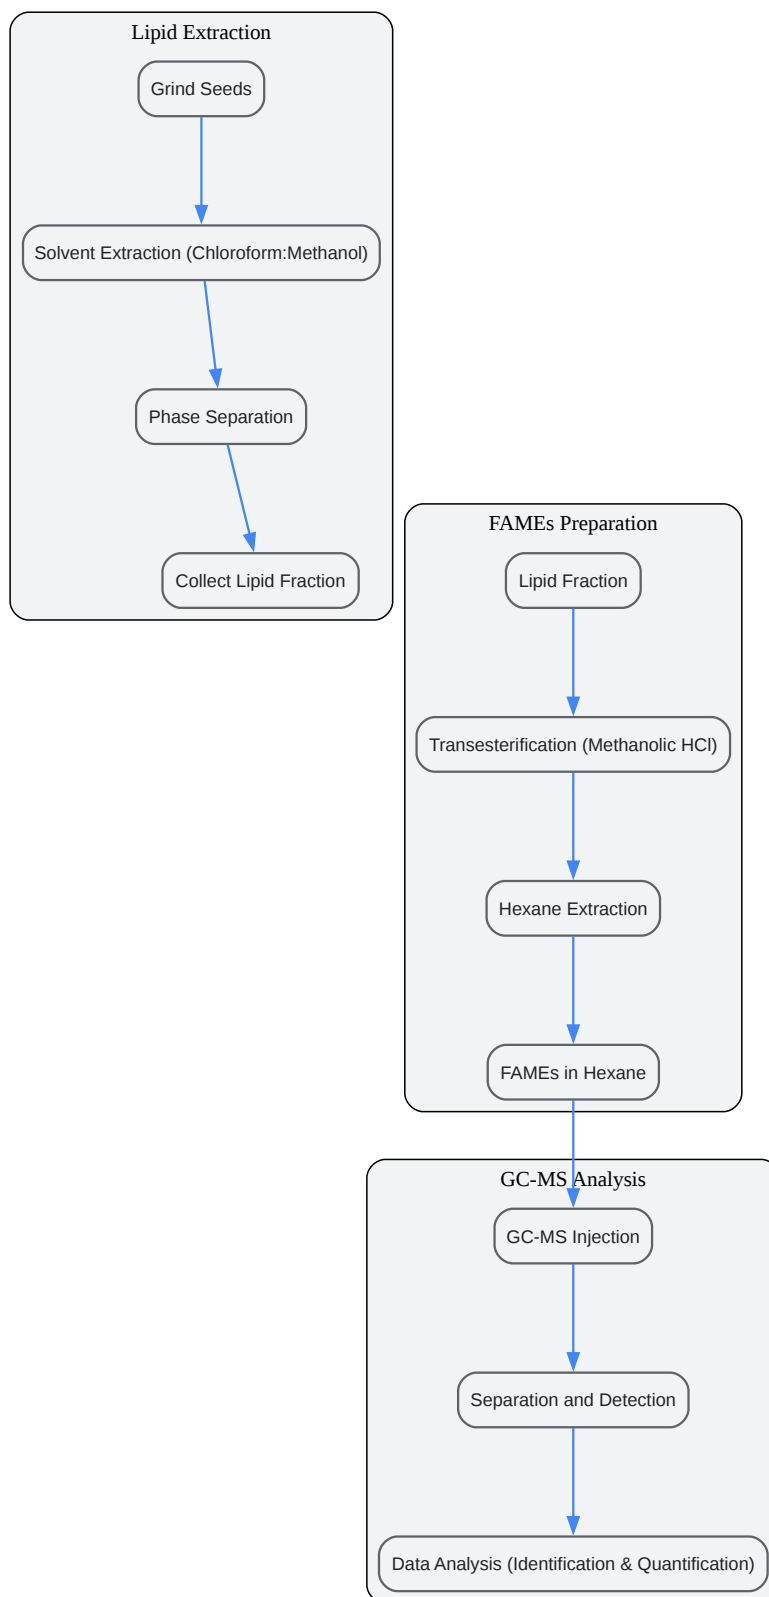 Lipid Extraction
Grind Seeds
Solvent Extraction (Chloroform:Methanol)
Phase Separation
Collect Lipid Fraction
FAMEs Preparation
Lipid Fraction
Transesterification (Methanolic HCl)
Hexane Extraction
FAMEs in Hexane
GC-MS Analysis
GC-MS Injection
Separation and Detection
Data Analysis (Identification & Quantification)